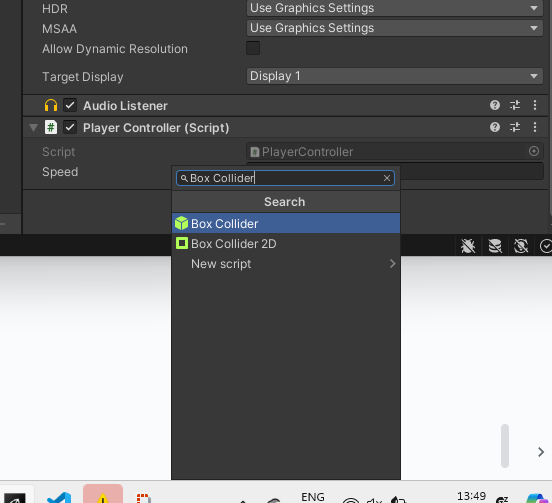 HDR Use Graphics Settings
MSAA Use Graphics Settings
Allow Dynamic Resolution
Target Display Display 1
Audio Listener
# Player Controller (Script)
Script # PlayerController
Speed
Box Collider
Search
Box Collider
Box Collider 2D
New script
ENG 13:49